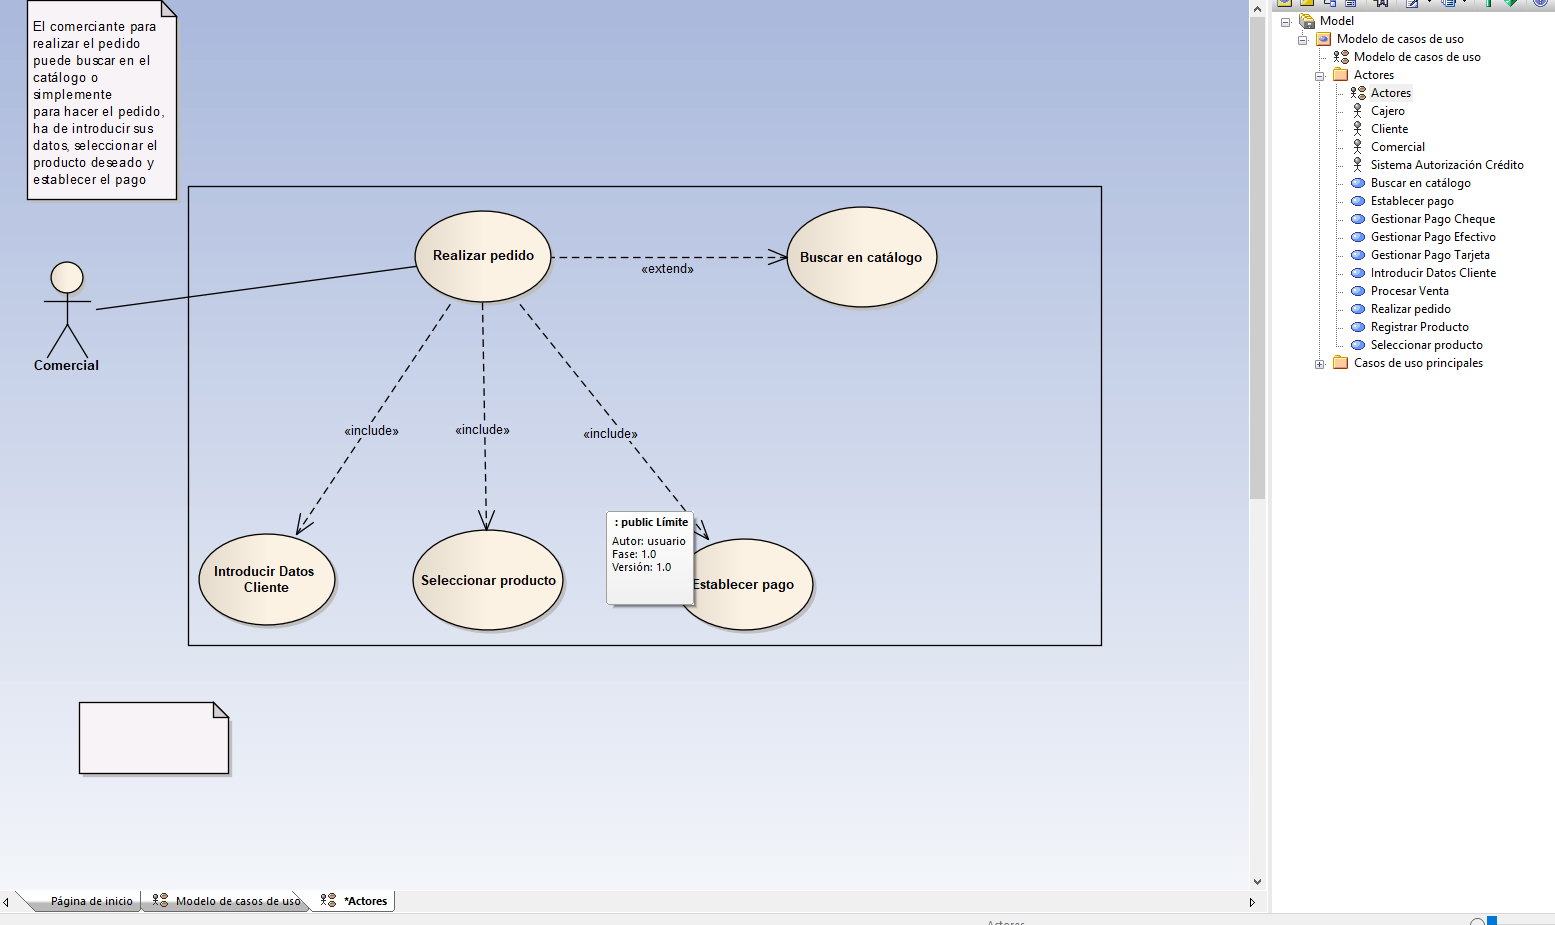 El comerciante para
realizar el pedido
puede buscar en el
catálogo o
simplemente
para hacer el pedido,
ha de introducir sus
datos, seleccionar el
producto deseado y
establecer el pago
Comercial
Realizar pedido
«extend»
Buscar en catálogo
«include»
«include»
«include»
Introducir Datos
Cliente
Seleccionar producto
: public Límite
Autor: usuario
Fase: 1.0
Versión: 1.0
Establecer pago
Model
Modelo de casos de uso
Modelo de casos de uso
Actores
Actores
Cajero
Cliente
Comercial
Sistema Autorización Crédito
Buscar en catálogo
Establecer pago
Gestionar Pago Cheque
Gestionar Pago Efectivo
Gestionar Pago Tarjeta
Introducir Datos Cliente
Procesar Venta
Realizar pedido
Registrar Producto
Seleccionar producto
Casos de uso principales
Página de inicio
Modelo de casos de uso
*Actores
Actores